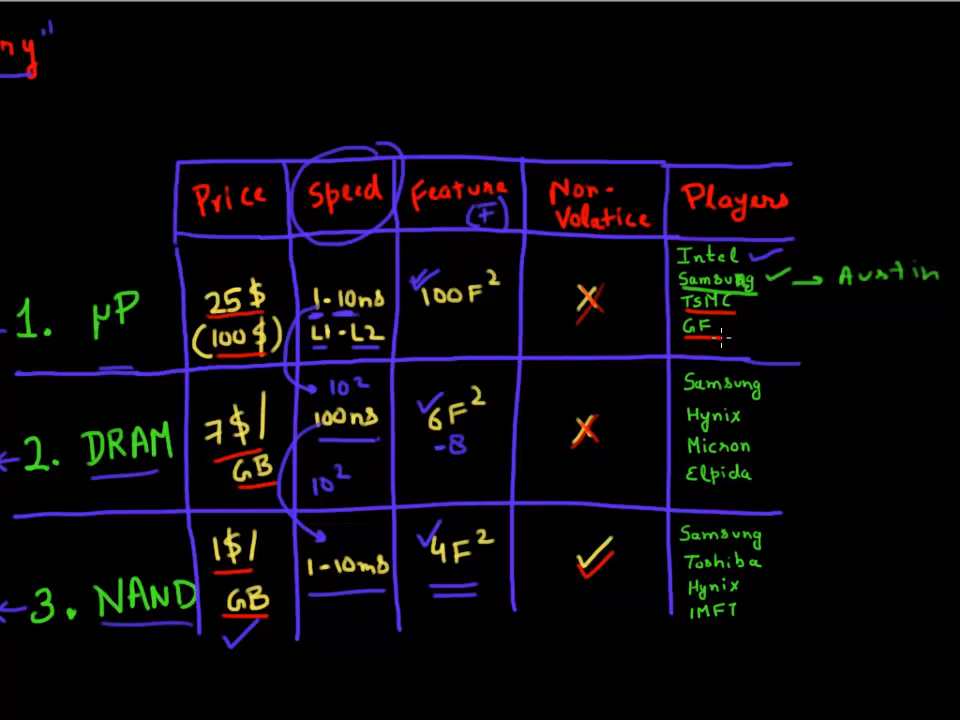 ny"
Price
Speed
Feature
(F)
Non-
Volatice
Players
1. μP
25$
(100$)
1-10ns
L1-L2
100F²
X
Intel ✓
Samsung ✓ → Austin
TSMC
GF
2. DRAM
7$/
GB
10²
100ns
10²
6F²
-8
X
Samsung
Hynix
Micron
Elpida
3. NAND
1$/
GB
1-10ms
4F²
✓
Samsung
Toshiba
Hynix
IMFT